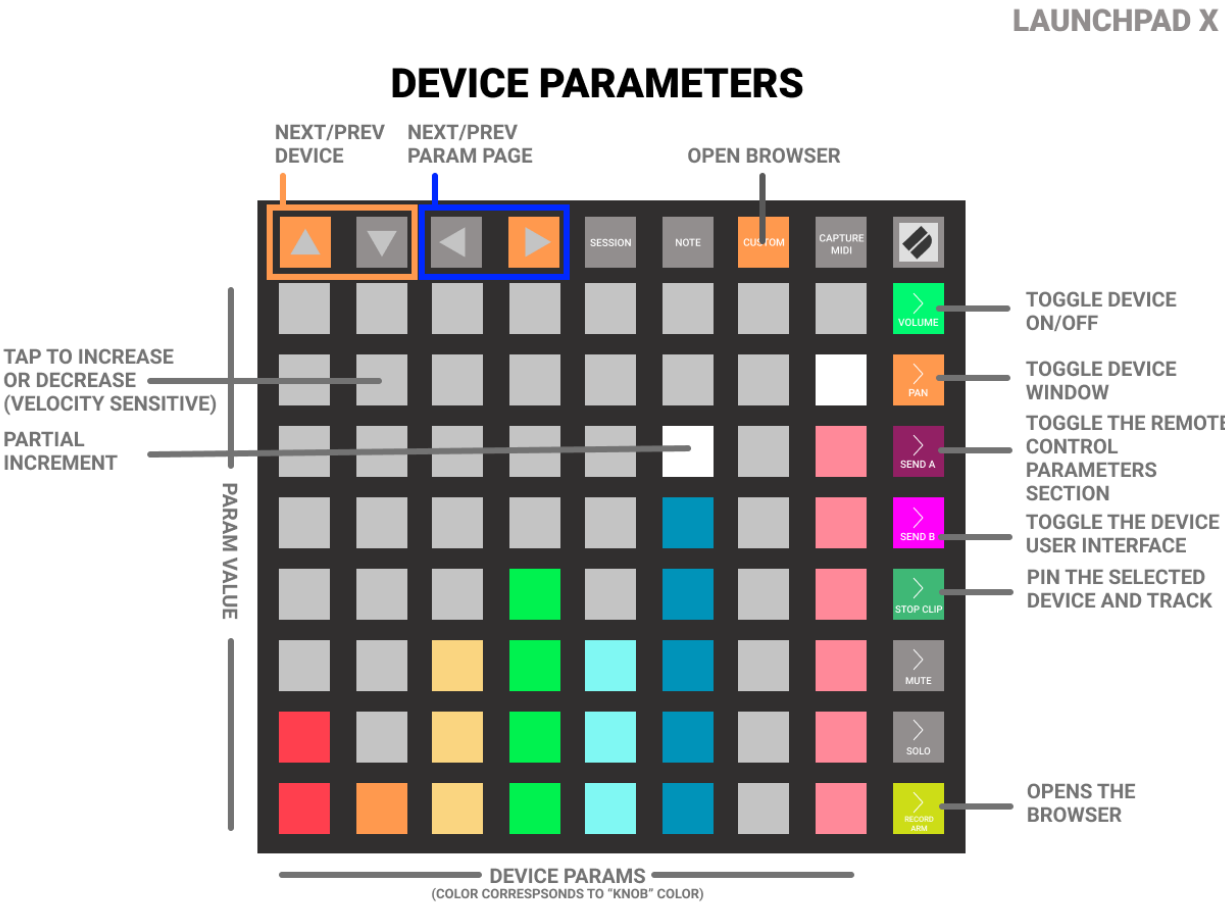 LAUNCHPAD X
DEVICE PARAMETERS
NEXT/PREV
DEVICE
NEXT/PREV
PARAM PAGE
OPEN BROWSER
SESSION
NOTE
CUSTOM
CAPTURE
MIDI
VOLUME
TOGGLE DEVICE
ON/OFF
TAP TO INCREASE
OR DECREASE
(VELOCITY SENSITIVE)
PAN
TOGGLE DEVICE
WINDOW
PARTIAL
INCREMENT
SEND A
TOGGLE THE REMOTE
CONTROL
PARAMETERS
SECTION
PARAM VALUE
SEND B
TOGGLE THE DEVICE
USER INTERFACE
STOP CLIP
PIN THE SELECTED
DEVICE AND TRACK
MUTE
SOLO
RECORD
ARM
OPENS THE
BROWSER
DEVICE PARAMS
(COLOR CORRESPSONDS TO “KNOB” COLOR)